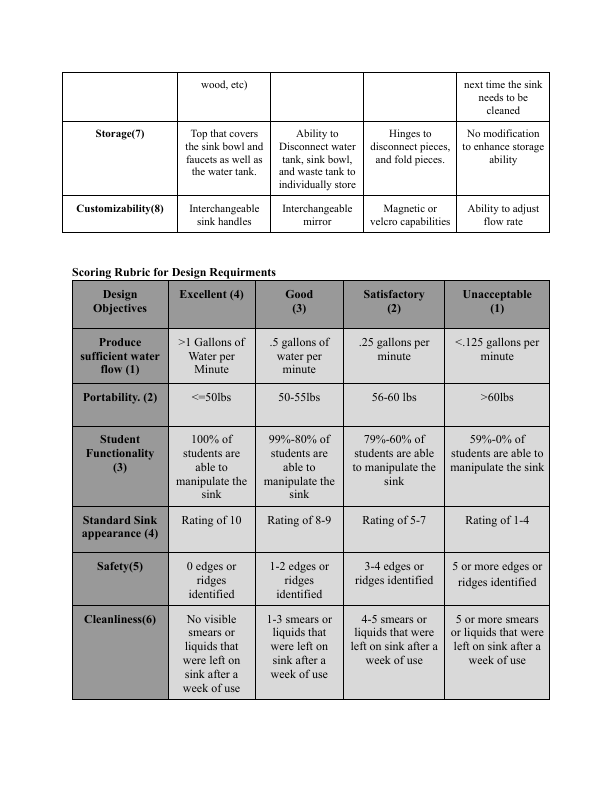 wood, etc)
next time the sink
needs to be
cleaned
Storage(7)
Top that covers
the sink bowl and
faucets as well as
the water tank.
Ability to
Disconnect water
tank, sink bowl,
and waste tank to
individually store
Hinges to
disconnect pieces,
and fold pieces.
No modification
to enhance storage
ability
Customizability(8)
Interchangeable
sink handles
Interchangeable
mirror
Magnetic or
velcro capabilities
Ability to adjust
flow rate
Scoring Rubric for Design Requirments
Design
Objectives
Excellent (4)
Good
(3)
Satisfactory
(2)
Unacceptable
(1)
Produce
sufficient water
flow (1)
>1 Gallons of
Water per
Minute
.5 gallons of
water per
minute
.25 gallons per
minute
<.125 gallons per
minute
Portability. (2)
<=50lbs
50-55lbs
56-60 lbs
>60lbs
Student
Functionality
(3)
100% of
students are
able to
manipulate the
sink
99%-80% of
students are
able to
manipulate the
sink
79%-60% of
students are able
to manipulate the
sink
59%-0% of
students are able to
manipulate the sink
Standard Sink
appearance (4)
Rating of 10
Rating of 8-9
Rating of 5-7
Rating of 1-4
Safety(5)
0 edges or
ridges
identified
1-2 edges or
ridges
identified
3-4 edges or
ridges identified
5 or more edges or
ridges identified
Cleanliness(6)
No visible
smears or
liquids that
were left on
sink after a
week of use
1-3 smears or
liquids that
were left on
sink after a
week of use
4-5 smears or
liquids that were
left on sink after a
week of use
5 or more smears
or liquids that were
left on sink after a
week of use